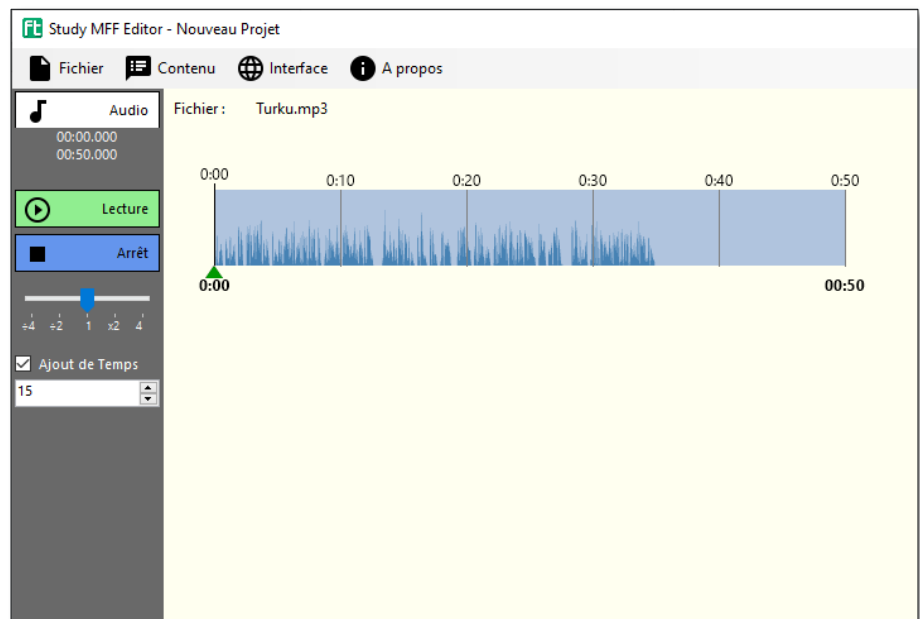 Study MFF Editor - Nouveau Projet
Fichier Contenu Interface A propos
Audio
00:00.000
00:50.000
Lecture
Arrêt
÷4 ÷2 1 x2 4
Ajout de Temps
15
Fichier : Turku.mp3
0:00 0:10 0:20 0:30 0:40 0:50
0:00 00:50